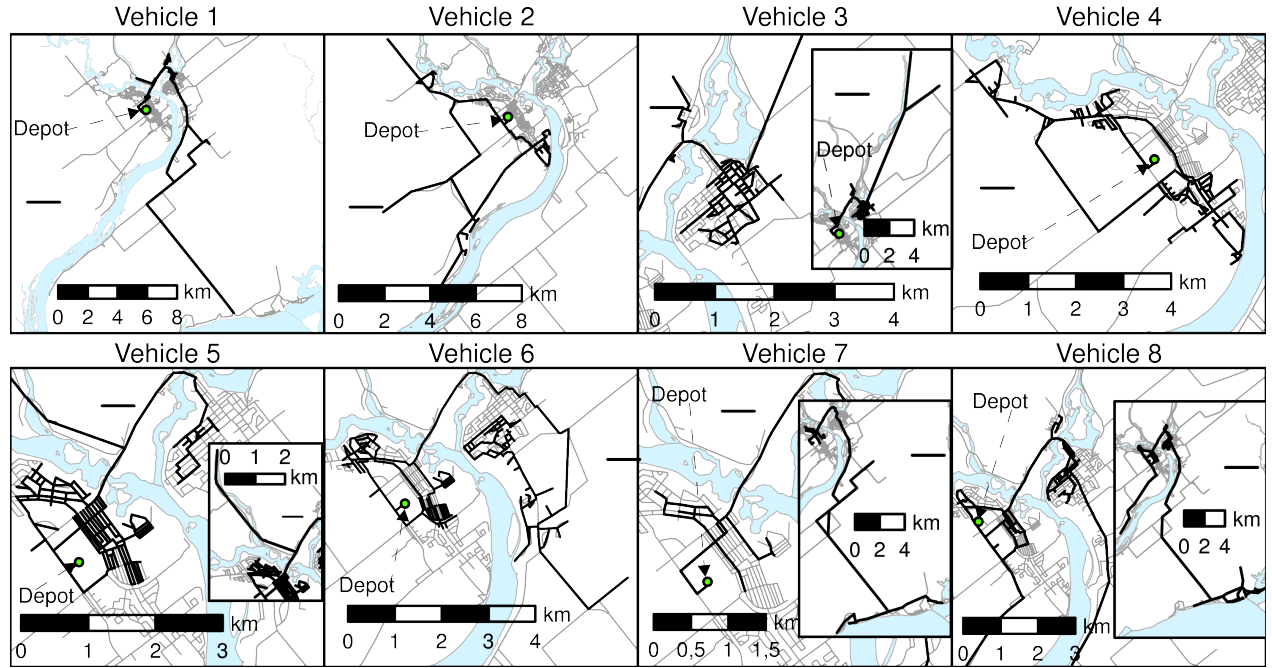 Vehicle 1
Depot
km
0 2 4 6 8
Vehicle 2
Depot
km
0 2 4 6 8
Vehicle 3
Depot
km
0 2 4
km
0 1 2 3 4
Vehicle 4
Depot
km
0 1 2 3 4
Vehicle 5
0 1 2
km
Depot
km
0 1 2 3
Vehicle 6
Depot
km
0 1 2 3 4
Vehicle 7
Depot
km
0 2 4
km
0 0,5 1 1,5
Vehicle 8
Depot
km
0 2 4
km
0 1 2 3